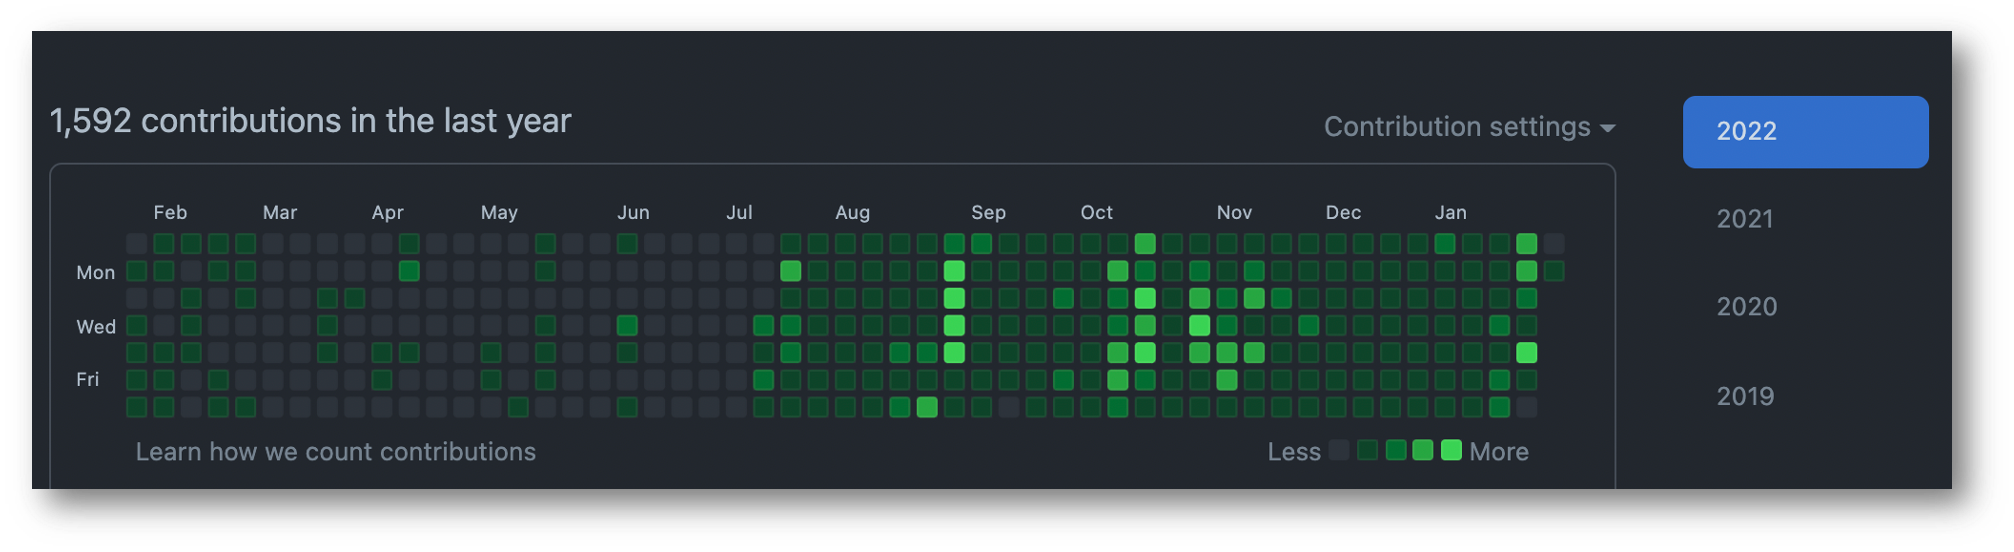 1,592 contributions in the last year
Contribution settings
2022
2021
2020
2019
Feb Mar Apr May Jun Jul Aug Sep Oct Nov Dec Jan
Mon
Wed
Fri
Learn how we count contributions
Less More